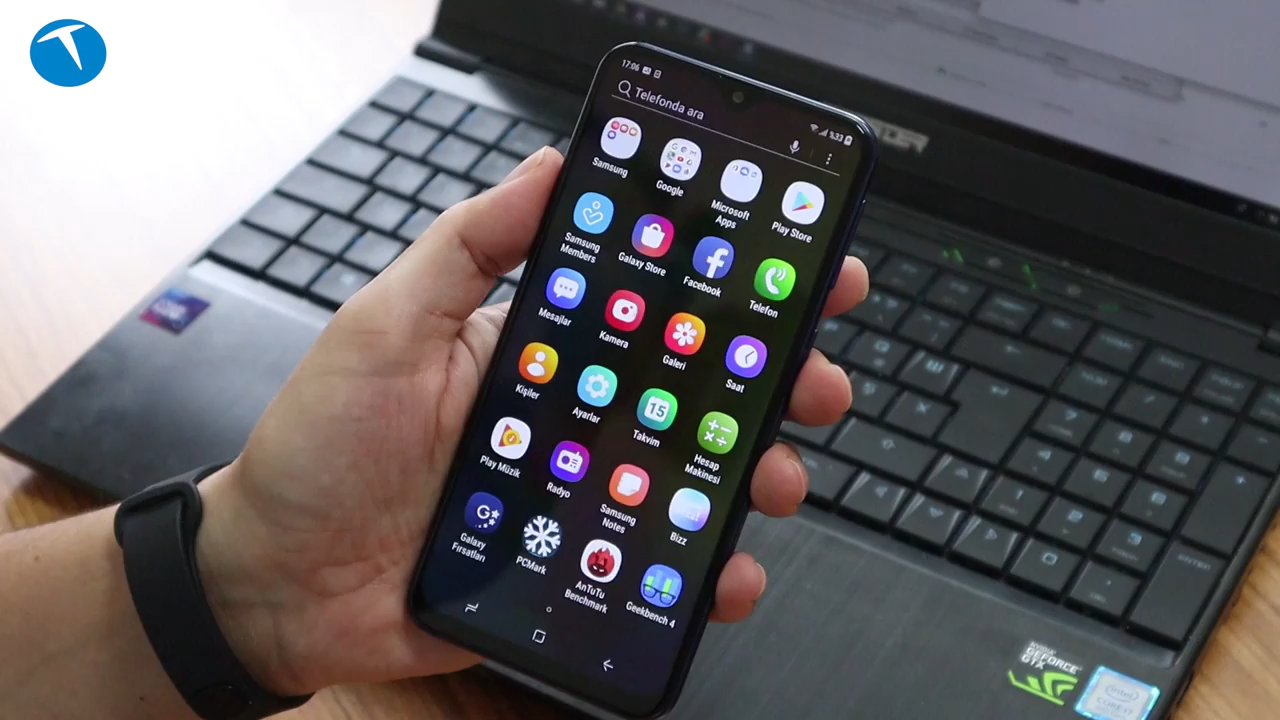 17:06
%33
Telefonda ara
Samsung
Google
Microsoft
Apps
Play Store
Samsung
Members
Galaxy Store
Facebook
Telefon
Mesajlar
Kamera
Galeri
Saat
Kişiler
Ayarlar
15
Takvim
Hesap
Makinesi
Play Müzik
Radyo
Samsung
Notes
Bizz
Galaxy
Fırsatları
PCMark
AnTuTu
Benchmark
Geekbench 4
NVIDIA
GEFORCE
GTX
intel
CORE i7